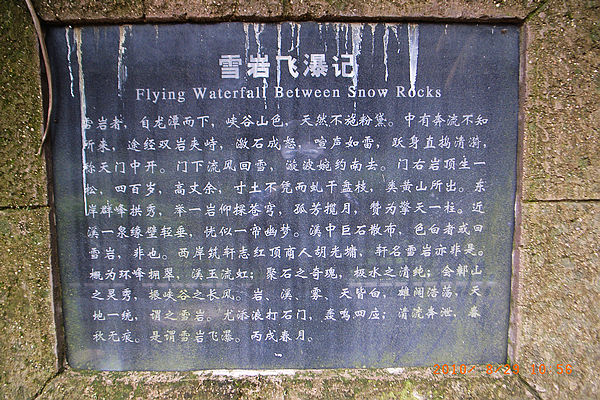 雪岩飞瀑记
Flying Waterfall Between Snow Rocks
雪岩者，自龙潭而下，峡谷山色，天然不施粉黛。中有奔流不知
所来，途经双岩夹峙，激石成怒，喧声如雷，跃身直捣清漪，
称天门中开。门下流风回雪，漪波婉约南去。门右岩顶生一
松，四百岁，高丈余，寸土不凭而虬干盘枝，类黄山所出。东
岸群峰拱秀，举一岩仰探苍穹，孤芳揽月，赞为擎天一柱。近
溪一泉缘壁轻垂，恍似一帘幽梦。溪中巨石散布，色白者或曰
雪岩，非也。西岸筑轩志红顶商人胡光墉，轩名雪岩亦非是。
概为环峰拥翠，溪玉流虹；聚石之奇瑰，极水之清纯；会郫山
之灵秀，振峡谷之长风。岩、溪、雾、天皆白，雄阔浩荡，天
地一统，谓之雪岩。尤添浪打石门，轰鸣四应；清流奔泄，春
秋无痕。是谓雪岩飞瀑。丙戌春月。